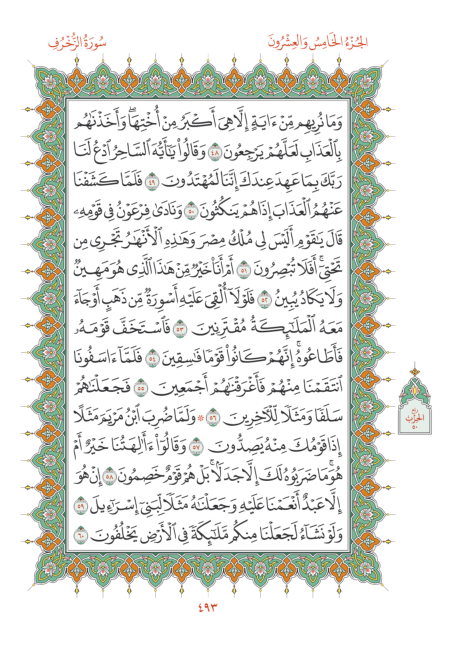 الجُزْءُ الخَامِسُ وَالعِشْرُونَ
سُورَةُ الزُّخْرُفِ
وَمَا نُرِيهِم مِّنْ ءَايَةٍ إِلَّا هِىَ أَكْبَرُ مِنْ أُخْتِهَا ۖ وَأَخَذْنَٰهُم
بِٱلْعَذَابِ لَعَلَّهُمْ يَرْجِعُونَ ٤٨ وَقَالُوا۟ يَٰٓأَيُّهَ ٱلسَّاحِرُ ٱدْعُ لَنَا
رَبَّكَ بِمَا عَهِدَ عِندَكَ إِنَّنَا لَمُهْتَدُونَ ٤٩ فَلَمَّا كَشَفْنَا
عَنْهُمُ ٱلْعَذَابَ إِذَا هُمْ يَنكُثُونَ ٥٠ وَنَادَىٰ فِرْعَوْنُ فِى قَوْمِهِۦ
قَالَ يَٰقَوْمِ أَلَيْسَ لِى مُلْكُ مِصْرَ وَهَٰذِهِ ٱلْأَنْهَٰرُ تَجْرِى مِن
تَحْتِىٓ ۖ أَفَلَا تُبْصِرُونَ ٥١ أَمْ أَنَا۠ خَيْرٌ مِّنْ هَٰذَا ٱلَّذِى هُوَ مَهِينٌ
وَلَا يَكَادُ يُبِينُ ٥٢ فَلَوْلَآ أُلْقِىَ عَلَيْهِ أَسْوِرَةٌ مِّن ذَهَبٍ أَوْ جَآءَ
مَعَهُ ٱلْمَلَٰٓئِكَةُ مُقْتَرِنِينَ ٥٣ فَٱسْتَخَفَّ قَوْمَهُۥ
فَأَطَاعُوهُ ۚ إِنَّهُمْ كَانُوا۟ قَوْمًا فَٰسِقِينَ ٥٤ فَلَمَّآ ءَاسَفُونَا
ٱنتَقَمْنَا مِنْهُمْ فَأَغْرَقْنَٰهُمْ أَجْمَعِينَ ٥٥ فَجَعَلْنَٰهُمْ
سَلَفًا وَمَثَلًا لِّلْءَاخِرِينَ ٥٦ ۞ وَلَمَّا ضُرِبَ ٱبْنُ مَرْيَمَ مَثَلًا
إِذَا قَوْمُكَ مِنْهُ يَصِدُّونَ ٥٧ وَقَالُوٓا۟ ءَأَٰلِهَتُنَا خَيْرٌ أَمْ
هُوَ ۚ مَا ضَرَبُوهُ لَكَ إِلَّا جَدَلًۢا ۚ بَلْ هُمْ قَوْمٌ خَصِمُونَ ٥٨ إِنْ هُوَ
إِلَّا عَبْدٌ أَنْعَمْنَا عَلَيْهِ وَجَعَلْنَٰهُ مَثَلًا لِّبَنِىٓ إِسْرَٰٓءِيلَ ٥٩
وَلَوْ نَشَآءُ لَجَعَلْنَا مِنكُم مَّلَٰٓئِكَةً فِى ٱلْأَرْضِ يَخْلُفُونَ ٦٠
رُبْع
الحِزْب
٥٠
٤٩٣